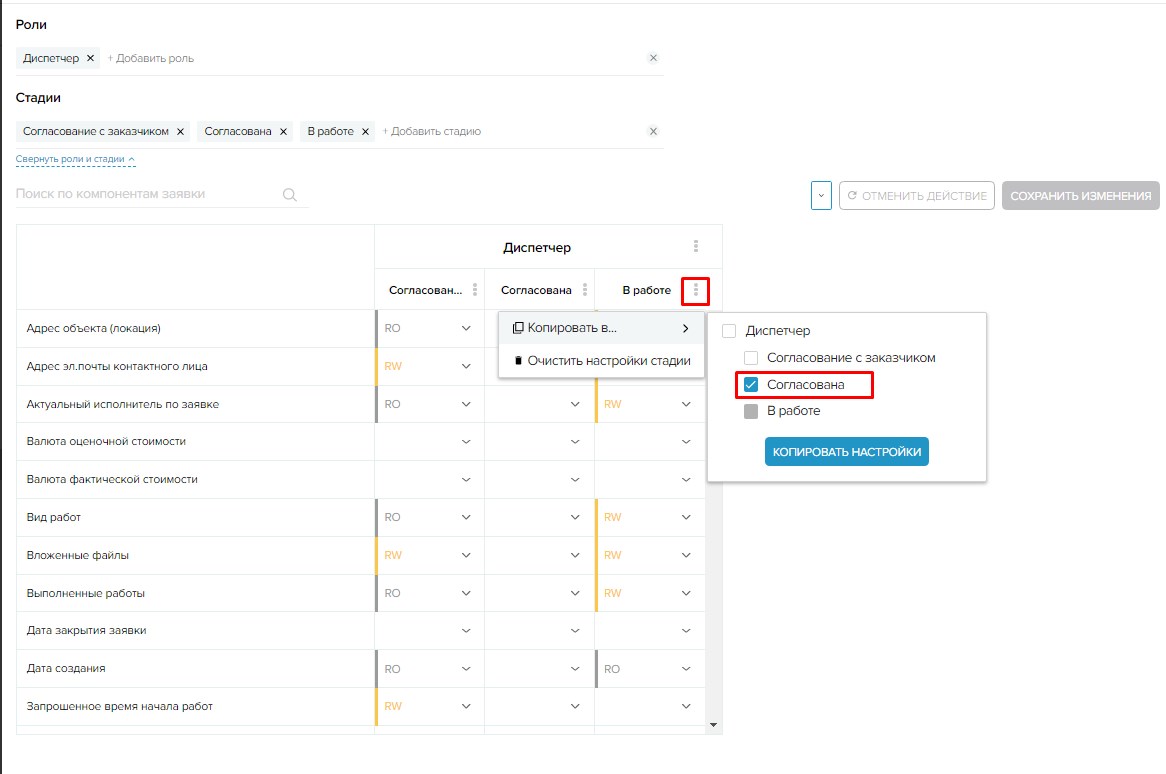 Роли
Диспетчер + Добавить роль
Стадии
Согласование с заказчиком Согласована В работе + Добавить стадию
Свернуть роли и стадии
Поиск по компонентам заявки
ОТМЕНИТЬ ДЕЙСТВИЕ СОХРАНИТЬ ИЗМЕНЕНИЯ
Диспетчер
Согласован... Согласована В работе
Адрес объекта (локация) RO
Копировать в...
Диспетчер
Адрес эл.почты контактного лица RW
Очистить настройки стадии
Согласование с заказчиком
Согласована
В работе
КОПИРОВАТЬ НАСТРОЙКИ
Актуальный исполнитель по заявке RO RW
Валюта оценочной стоимости
Валюта фактической стоимости
Вид работ RO RW
Вложенные файлы RW RW
Выполненные работы RO RW
Дата закрытия заявки
Дата создания RO RO
Запрошенное время начала работ RW